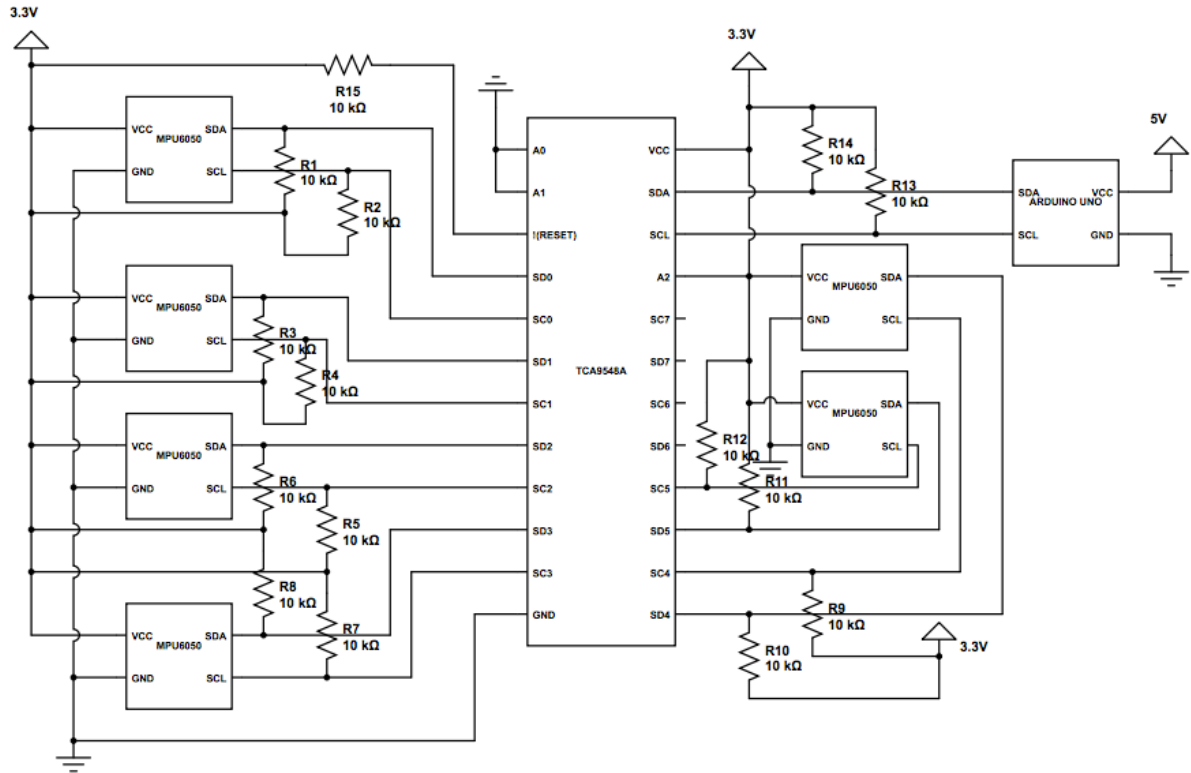 3.3V
R15
10 kΩ
VCC
MPU6050
SDA
GND
SCL
R1
10 kΩ
R2
10 kΩ
VCC
MPU6050
SDA
GND
SCL
R3
10 kΩ
R4
10 kΩ
VCC
MPU6050
SDA
GND
SCL
R6
10 kΩ
R5
10 kΩ
R8
10 kΩ
R7
10 kΩ
VCC
MPU6050
SDA
GND
SCL
A0
A1
!(RESET)
SD0
SC0
SD1
SC1
SD2
SC2
SD3
SC3
GND
TCA9548A
VCC
SDA
SCL
A2
SC7
SD7
SC6
SD6
SC5
SD5
SC4
SD4
3.3V
R14
10 kΩ
R13
10 kΩ
5V
SDA
VCC
ARDUINO UNO
SCL
GND
VCC
SDA
MPU6050
GND
SCL
VCC
SDA
MPU6050
GND
SCL
R12
10 kΩ
R11
10 kΩ
R9
10 kΩ
R10
10 kΩ
3.3V